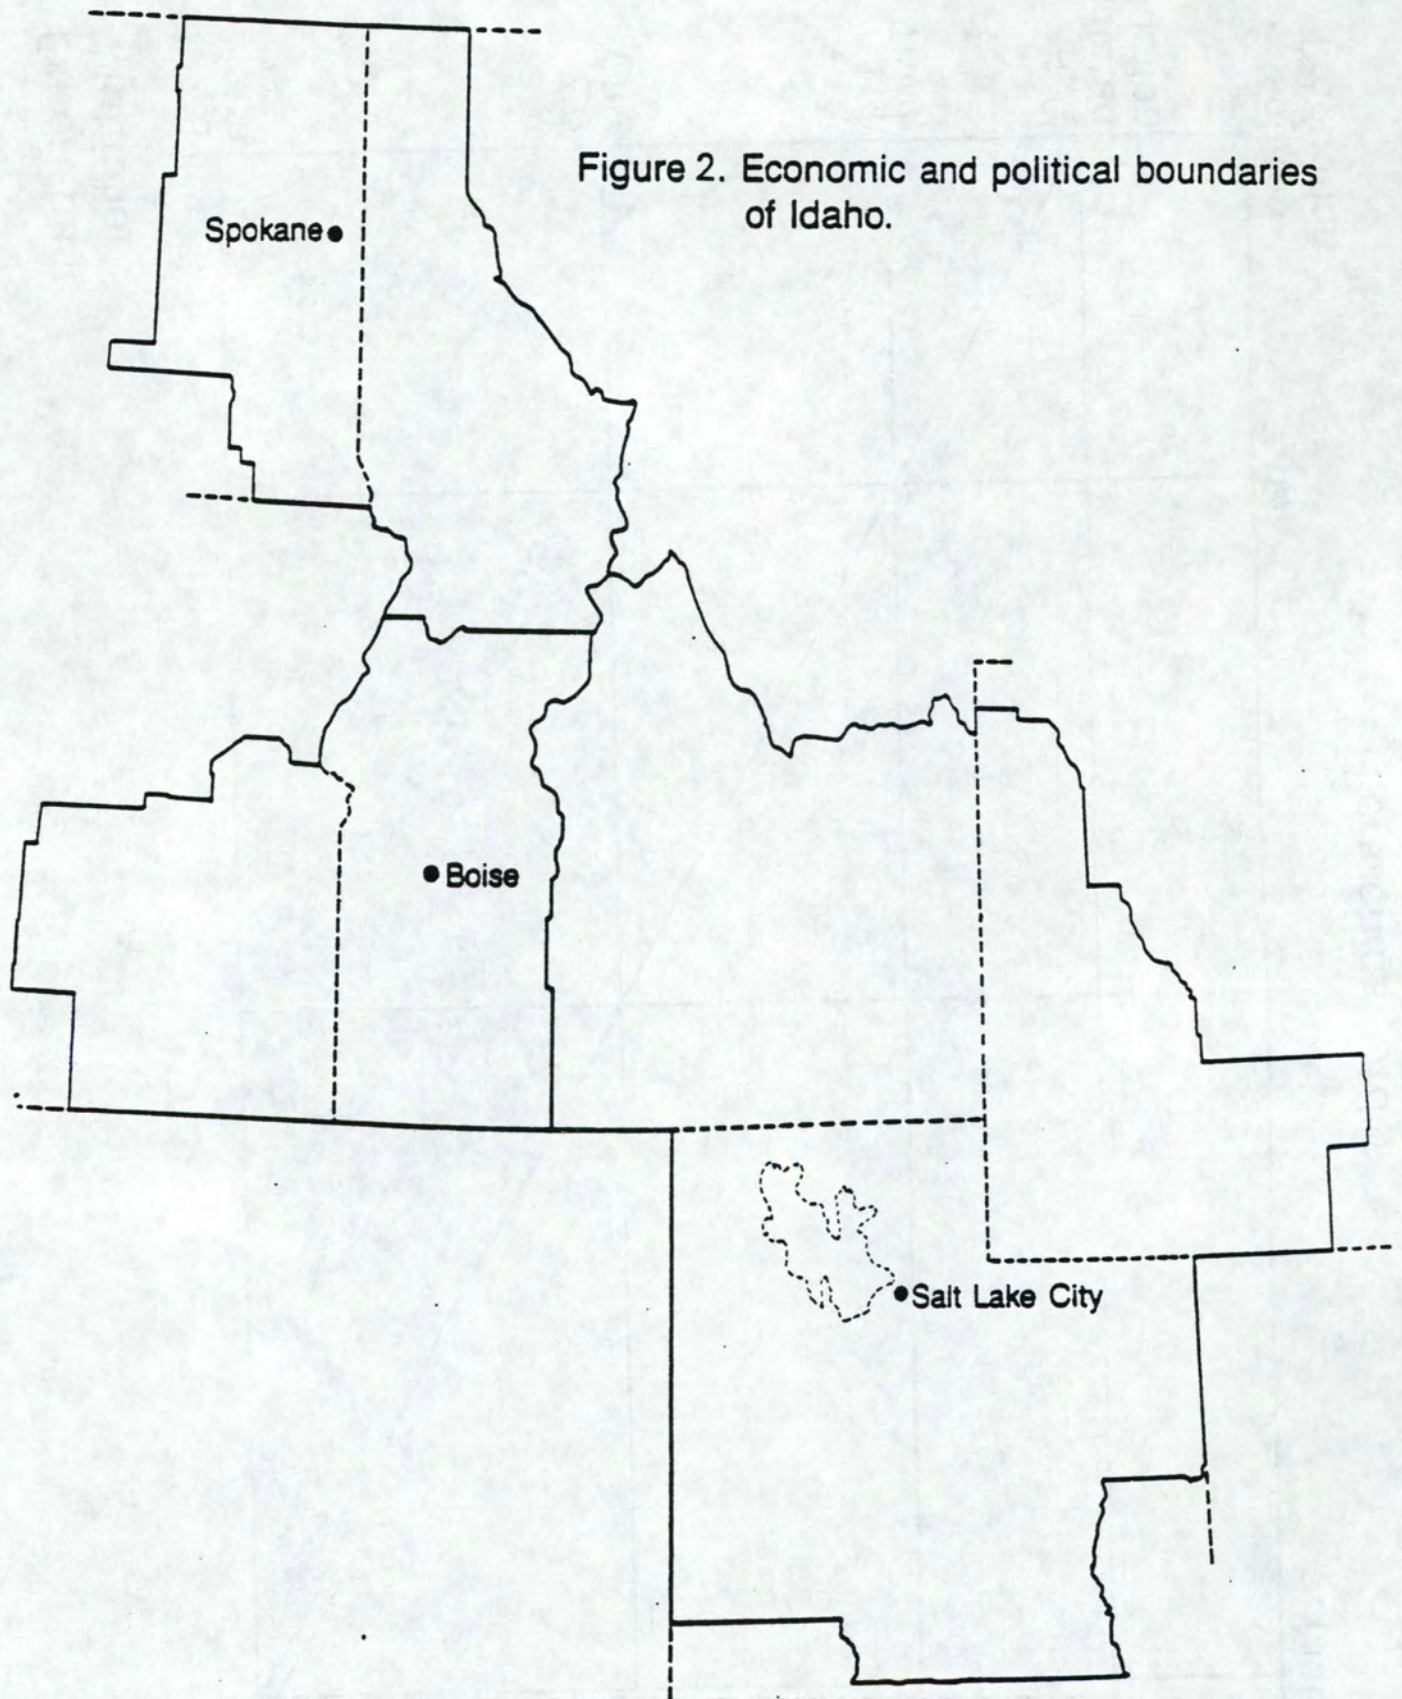 Figure 2. Economic and political boundaries
of Idaho.
Spokane
Boise
Salt Lake City